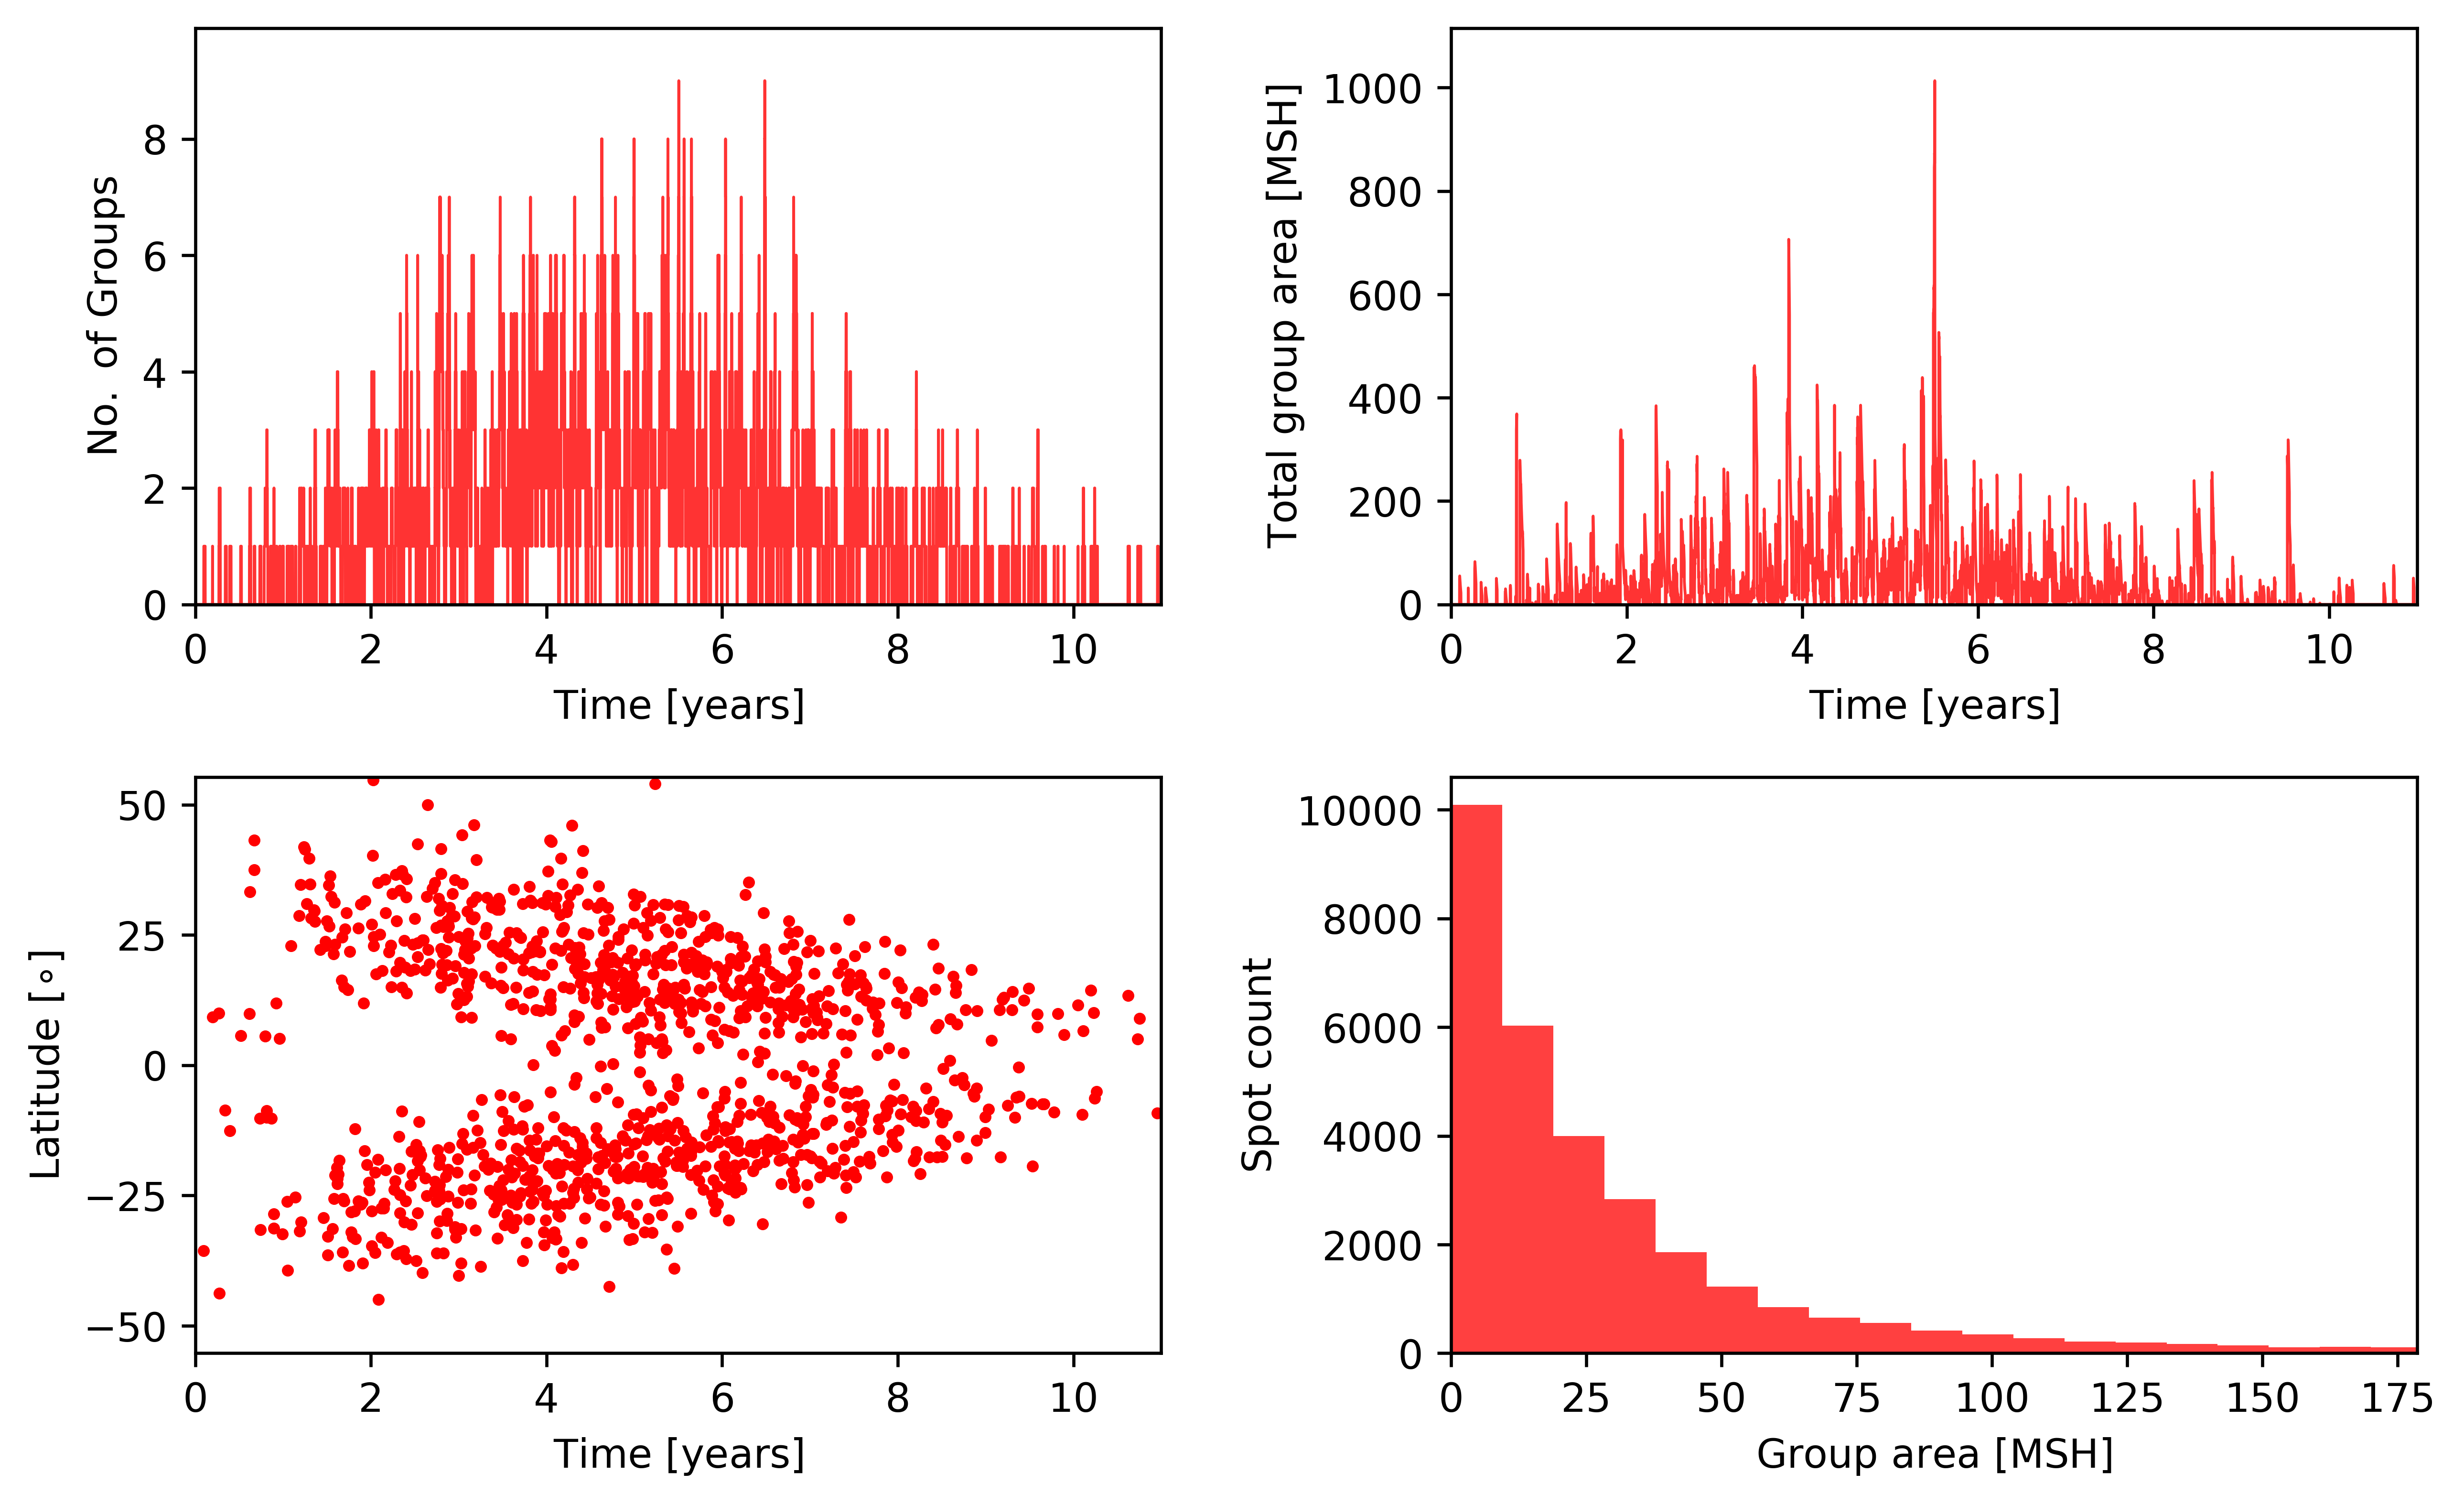 No. of Groups
8
6
4
2
0
0 2 4 6 8 10
Time [years]
Total group area [MSH]
1000
800
600
400
200
0
0 2 4 6 8 10
Time [years]
Latitude [∘]
50
25
0
−25
−50
0 2 4 6 8 10
Time [years]
Spot count
10000
8000
6000
4000
2000
0
0 25 50 75 100 125 150 175
Group area [MSH]